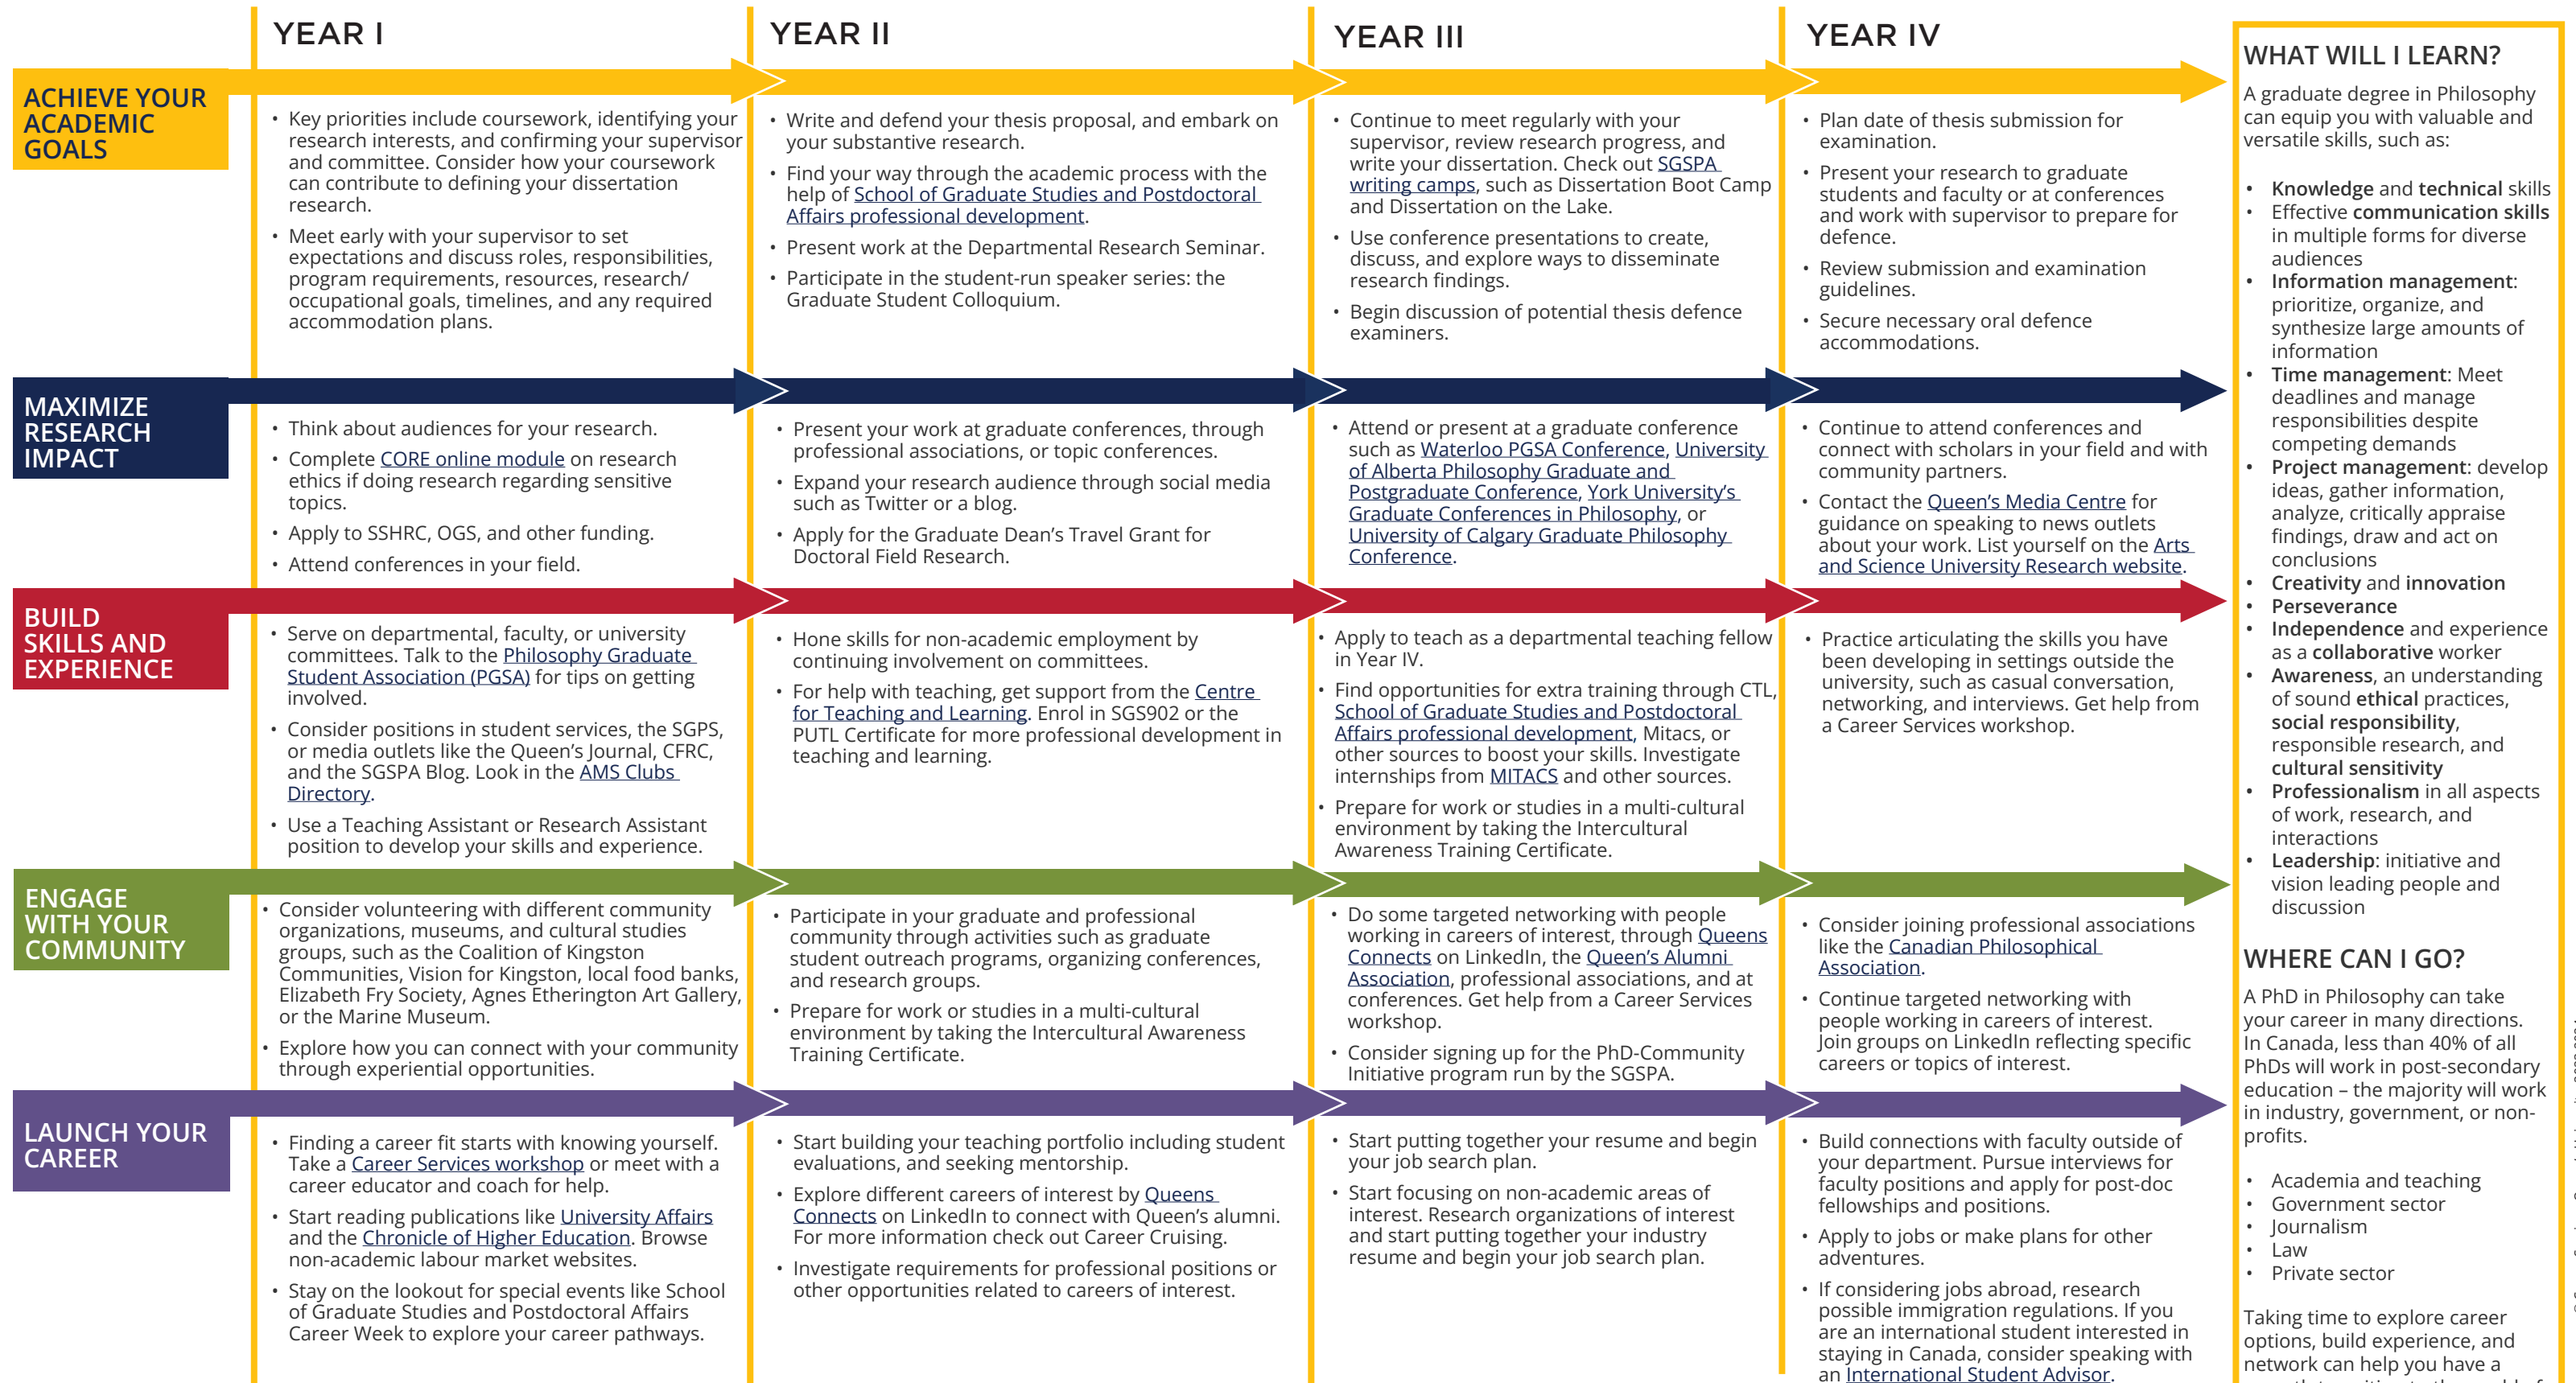 YEAR I
YEAR II
YEAR III
YEAR IV
ACHIEVE YOUR
ACADEMIC
GOALS
• Key priorities include coursework, identifying your
research interests, and confirming your supervisor
and committee. Consider how your coursework
can contribute to defining your dissertation
research.
• Meet early with your supervisor to set
expectations and discuss roles, responsibilities,
program requirements, resources, research/
occupational goals, timelines, and any required
accommodation plans.
• Write and defend your thesis proposal, and embark on
your substantive research.
• Find your way through the academic process with the
help of School of Graduate Studies and Postdoctoral
Affairs professional development.
• Present work at the Departmental Research Seminar.
• Participate in the student-run speaker series: the
Graduate Student Colloquium.
• Continue to meet regularly with your
supervisor, review research progress, and
write your dissertation. Check out SGSPA
writing camps, such as Dissertation Boot Camp
and Dissertation on the Lake.
• Use conference presentations to create,
discuss, and explore ways to disseminate
research findings.
• Begin discussion of potential thesis defence
examiners.
• Plan date of thesis submission for
examination.
• Present your research to graduate
students and faculty or at conferences
and work with supervisor to prepare for
defence.
• Review submission and examination
guidelines.
• Secure necessary oral defence
accommodations.
MAXIMIZE
RESEARCH
IMPACT
• Think about audiences for your research.
• Complete CORE online module on research
ethics if doing research regarding sensitive
topics.
• Apply to SSHRC, OGS, and other funding.
• Attend conferences in your field.
• Present your work at graduate conferences, through
professional associations, or topic conferences.
• Expand your research audience through social media
such as Twitter or a blog.
• Apply for the Graduate Dean's Travel Grant for
Doctoral Field Research.
• Attend or present at a graduate conference
such as Waterloo PGSA Conference, University
of Alberta Philosophy Graduate and
Postgraduate Conference, York University's
Graduate Conferences in Philosophy, or
University of Calgary Graduate Philosophy
Conference.
• Continue to attend conferences and
connect with scholars in your field and with
community partners.
• Contact the Queen's Media Centre for
guidance on speaking to news outlets
about your work. List yourself on the Arts
and Science University Research website.
BUILD
SKILLS AND
EXPERIENCE
• Serve on departmental, faculty, or university
committees. Talk to the Philosophy Graduate
Student Association (PGSA) for tips on getting
involved.
• Consider positions in student services, the SGPS,
or media outlets like the Queen's Journal, CFRC,
and the SGSPA Blog. Look in the AMS Clubs
Directory.
• Use a Teaching Assistant or Research Assistant
position to develop your skills and experience.
• Hone skills for non-academic employment by
continuing involvement on committees.
• For help with teaching, get support from the Centre
for Teaching and Learning. Enrol in SGS902 or the
PUTL Certificate for more professional development in
teaching and learning.
• Apply to teach as a departmental teaching fellow
in Year IV.
• Find opportunities for extra training through CTL,
School of Graduate Studies and Postdoctoral
Affairs professional development, Mitacs, or
other sources to boost your skills. Investigate
internships from MITACS and other sources.
• Prepare for work or studies in a multi-cultural
environment by taking the Intercultural
Awareness Training Certificate.
• Practice articulating the skills you have
been developing in settings outside the
university, such as casual conversation,
networking, and interviews. Get help from
a Career Services workshop.
ENGAGE
WITH YOUR
COMMUNITY
• Consider volunteering with different community
organizations, museums, and cultural studies
groups, such as the Coalition of Kingston
Communities, Vision for Kingston, local food banks,
Elizabeth Fry Society, Agnes Etherington Art Gallery,
or the Marine Museum.
• Explore how you can connect with your community
through experiential opportunities.
• Participate in your graduate and professional
community through activities such as graduate
student outreach programs, organizing conferences,
and research groups.
• Prepare for work or studies in a multi-cultural
environment by taking the Intercultural Awareness
Training Certificate.
• Do some targeted networking with people
working in careers of interest, through Queens
Connects on LinkedIn, the Queen's Alumni
Association, professional associations, and at
conferences. Get help from a Career Services
workshop.
• Consider signing up for the PhD-Community
Initiative program run by the SGSPA.
• Consider joining professional associations
like the Canadian Philosophical
Association.
• Continue targeted networking with
people working in careers of interest.
Join groups on LinkedIn reflecting specific
careers or topics of interest.
LAUNCH YOUR
CAREER
• Finding a career fit starts with knowing yourself.
Take a Career Services workshop or meet with a
career educator and coach for help.
• Start reading publications like University Affairs
and the Chronicle of Higher Education. Browse
non-academic labour market websites.
• Stay on the lookout for special events like School
of Graduate Studies and Postdoctoral Affairs
Career Week to explore your career pathways.
• Start building your teaching portfolio including student
evaluations, and seeking mentorship.
• Explore different careers of interest by Queens
Connects on LinkedIn to connect with Queen's alumni.
For more information check out Career Cruising.
• Investigate requirements for professional positions or
other opportunities related to careers of interest.
• Start putting together your resume and begin
your job search plan.
• Start focusing on non-academic areas of
interest. Research organizations of interest
and start putting together your industry
resume and begin your job search plan.
• Build connections with faculty outside of
your department. Pursue interviews for
faculty positions and apply for post-doc
fellowships and positions.
• Apply to jobs or make plans for other
adventures.
• If considering jobs abroad, research
possible immigration regulations. If you
are an international student interested in
staying in Canada, consider speaking with
an International Student Advisor.
WHAT WILL I LEARN?
A graduate degree in Philosophy
can equip you with valuable and
versatile skills, such as:
• Knowledge and technical skills
• Effective communication skills
in multiple forms for diverse
audiences
• Information management:
prioritize, organize, and
synthesize large amounts of
information
• Time management: Meet
deadlines and manage
responsibilities despite
competing demands
• Project management: develop
ideas, gather information,
analyze, critically appraise
findings, draw and act on
conclusions
• Creativity and innovation
• Perseverance
• Independence and experience
as a collaborative worker
• Awareness, an understanding
of sound ethical practices,
social responsibility,
responsible research, and
cultural sensitivity
• Professionalism in all aspects
of work, research, and
interactions
• Leadership: initiative and
vision leading people and
discussion
WHERE CAN I GO?
A PhD in Philosophy can take
your career in many directions.
In Canada, less than 40% of all
PhDs will work in post-secondary
education – the majority will work
in industry, government, or non-
profits.
• Academia and teaching
• Government sector
• Journalism
• Law
• Private sector
Taking time to explore career
options, build experience, and
network can help you have a